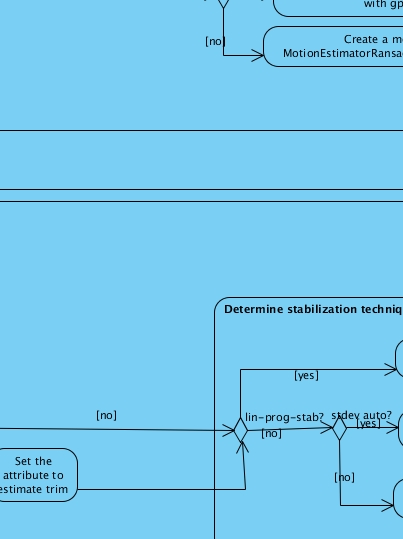 with gp
[no]
Create a m
MotionEstimatorRansa
Determine stabilization techniq
[yes]
[no]
lin-prog-stab?
stdev auto?
[yes]
[no]
Set the
attribute to
estimate trim
[no]